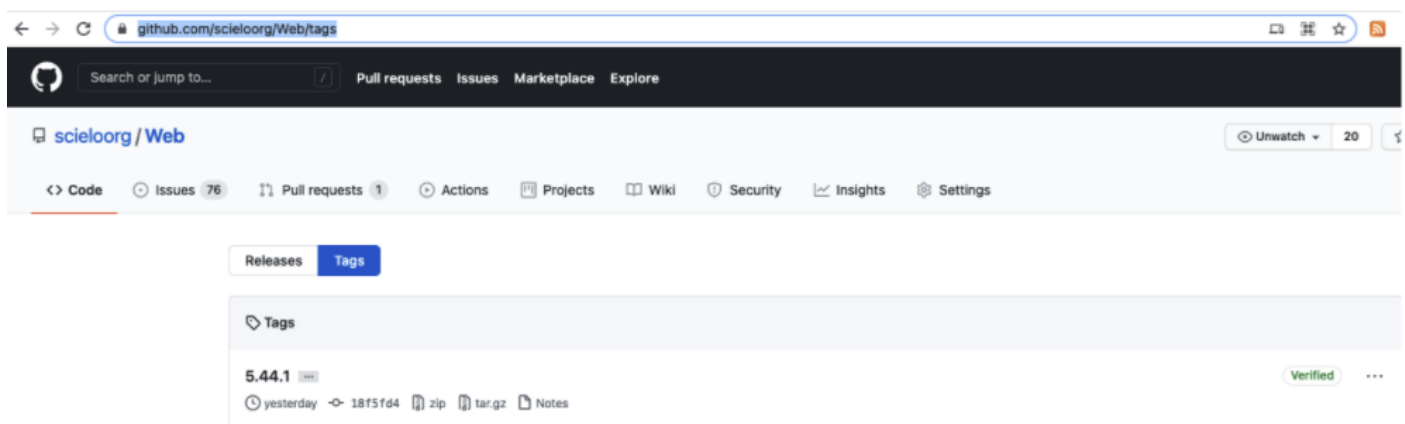 github.com/scieloorg/Web/tags
Search or jump to... / Pull requests Issues Marketplace Explore
scieloorg / Web Unwatch 20
<> Code Issues 76 Pull requests 1 Actions Projects Wiki Security Insights Settings
Releases Tags
Tags
5.44.1 ... Verified ...
yesterday 18f5fd4 zip tar.gz Notes